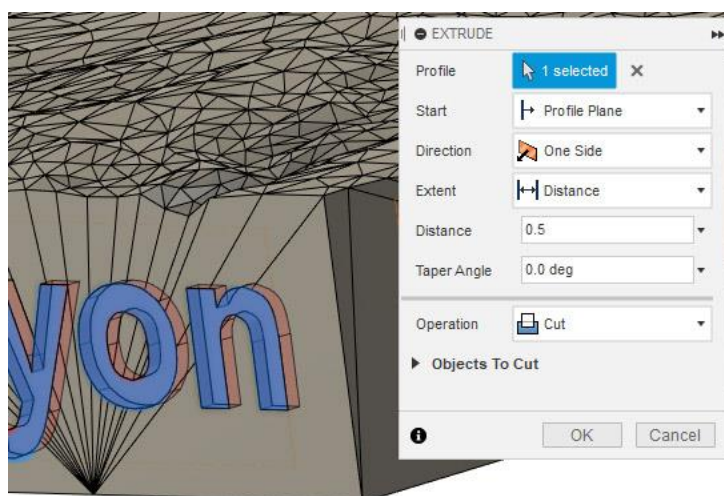 EXTRUDE
Profile 1 selected
Start Profile Plane
Direction One Side
Extent Distance
Distance 0.5
Taper Angle 0.0 deg
Operation Cut
Objects To Cut
OK Cancel
yon